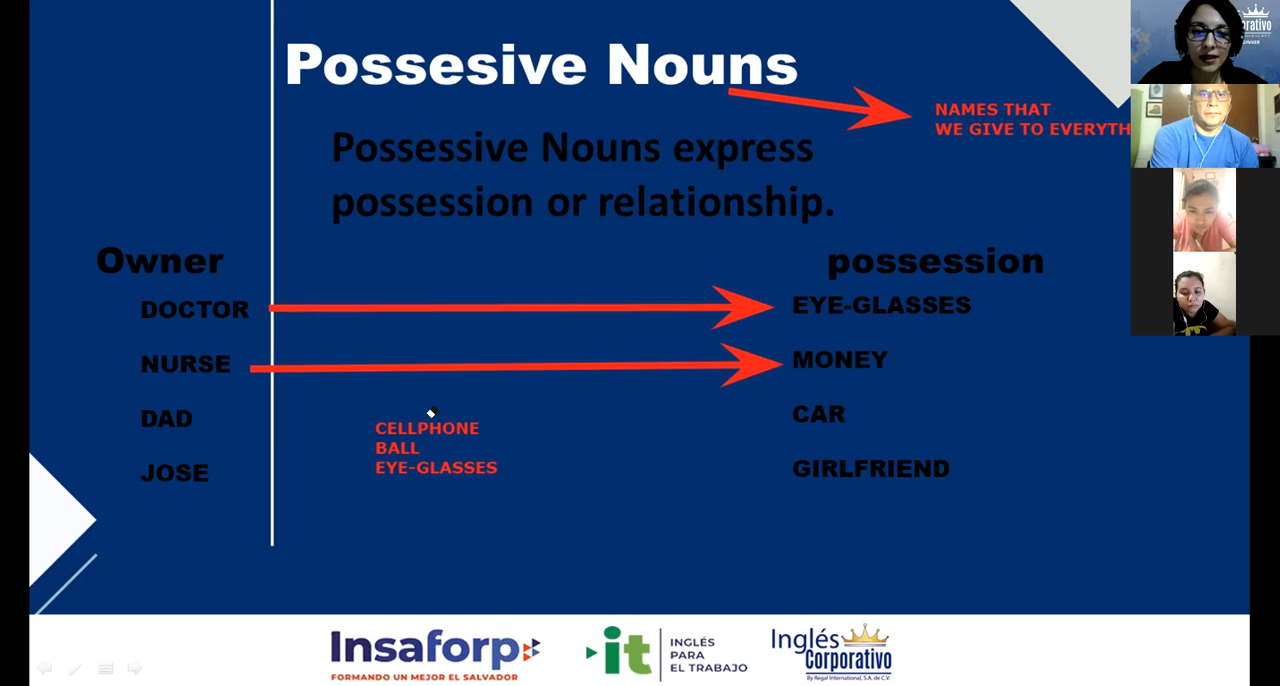 Possesive Nouns
NAMES THAT
WE GIVE TO EVERYTH
Possessive Nouns express
possession or relationship.
Owner
possession
DOCTOR
EYE-GLASSES
NURSE
MONEY
DAD
CAR
JOSE
GIRLFRIEND
CELLPHONE
BALL
EYE-GLASSES
Insaforp
FORMANDO UN MEJOR EL SALVADOR
it
INGLÉS
PARA
EL TRABAJO
Inglés
Corporativo
By Regal International, S.A. de C.V.